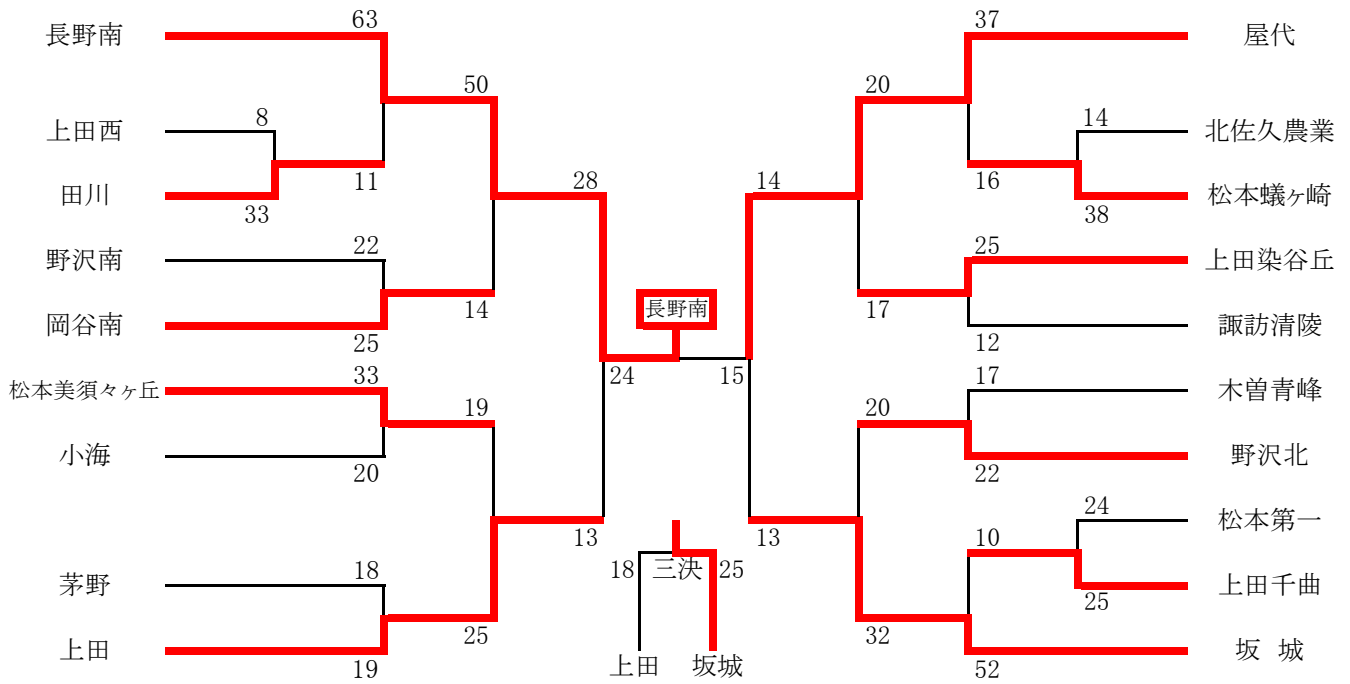 63
37
長野南
屋代
50
20
8
14
上田西
北佐久農業
28
14
11
16
田川
松本蟻ヶ崎
33
38
22
25
野沢南
上田染谷丘
長野南
14
17
岡谷南
諏訪清陵
25
12
33
24
15
17
松本美須々ヶ丘
木曽青峰
19
20
小海
野沢北
20
22
24
松本第一
13
13
10
18
18
三決
25
茅野
上田千曲
25
25
32
上田
上田
坂城
坂 城
19
52